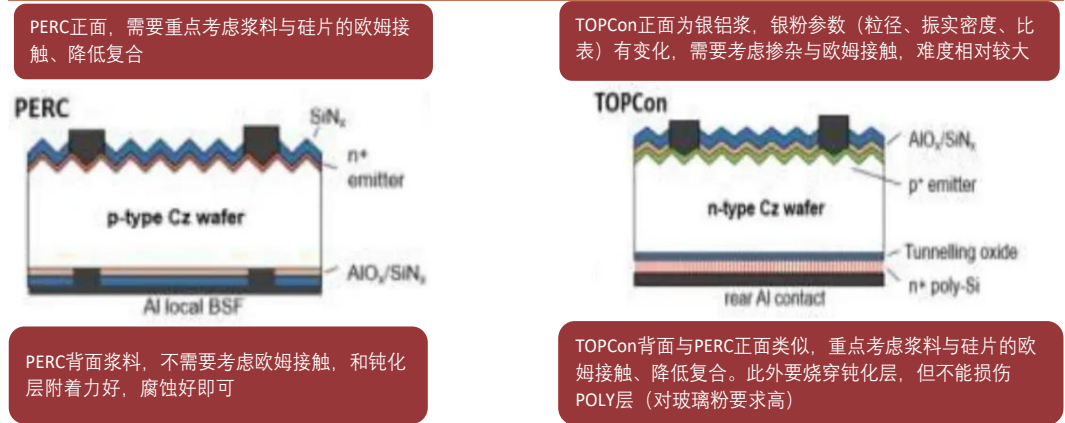 PERC正面，需要重点考虑浆料与硅片的欧姆接
触、降低复合
TOPCon正面为银铝浆，银粉参数（粒径、振实密度、比
表）有变化，需要考虑掺杂与欧姆接触，难度相对较大
PERC
SiNₓ
n+
emitter
p-type Cz wafer
AlOₓ/SiNₓ
Al local BSF
TOPCon
AlOₓ/SiNₓ
p⁺ emitter
n-type Cz wafer
Tunnelling oxide
n+ poly-Si
rear Al contact
PERC背面浆料，不需要考虑欧姆接触，和钝化
层附着力好，腐蚀好即可
TOPCon背面与PERC正面类似，重点考虑浆料与硅片的欧
姆接触、降低复合。此外要烧穿钝化层，但不能损伤
POLY层（对玻璃粉要求高）